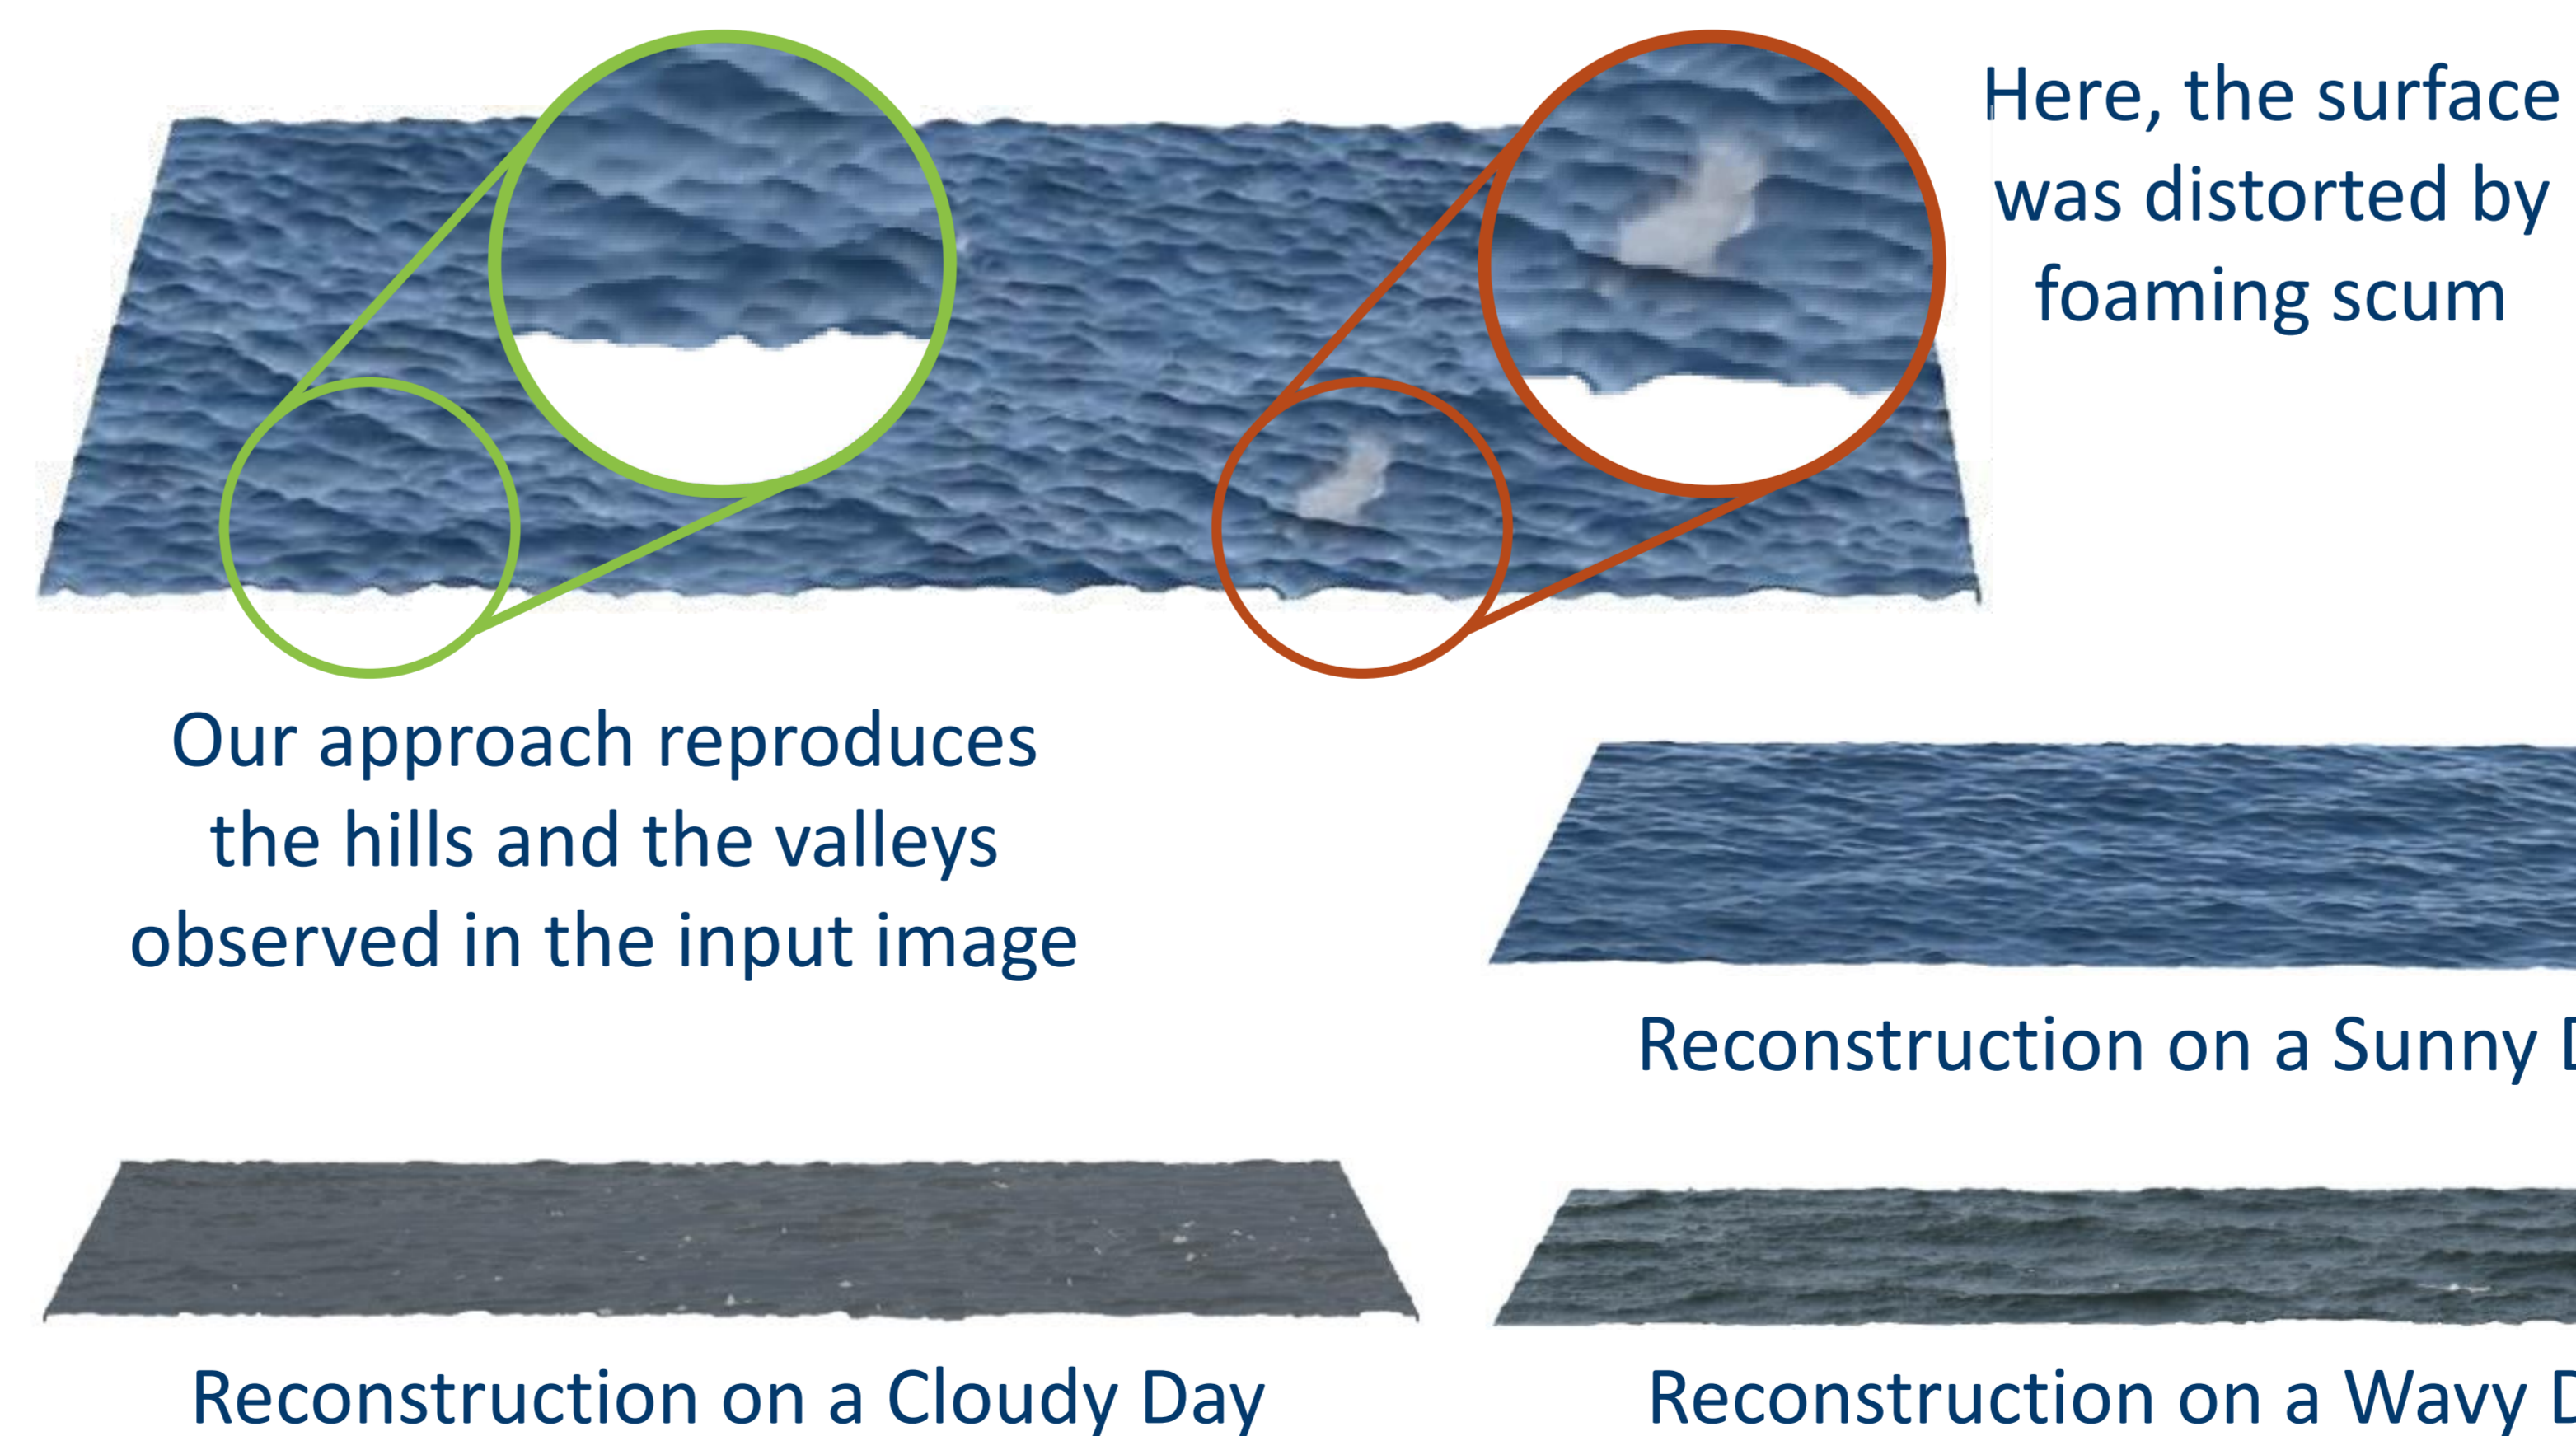 Here, the surface
was distorted by
foaming scum
Our approach reproduces
the hills and the valleys
observed in the input image
Reconstruction on a Sunny
Reconstruction on a Cloudy Day
Reconstruction on a Wavy